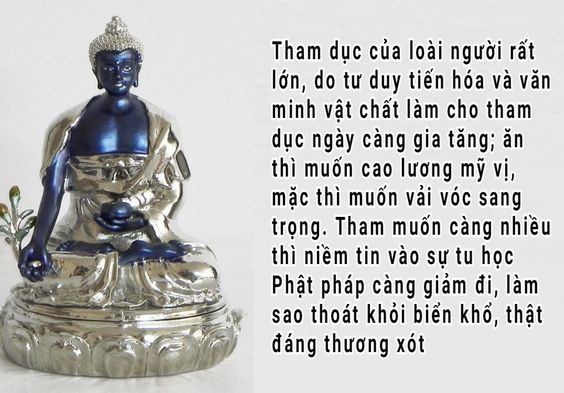 Tham dục của loài người rất
lớn, do tư duy tiến hóa và văn
minh vật chất làm cho tham
dục ngày càng gia tăng; ăn
thì muốn cao lương mỹ vị,
mặc thì muốn vải vóc sang
trọng. Tham muốn càng nhiều
thì niềm tin vào sự tu học
Phật pháp càng giảm đi, làm
sao thoát khỏi biển khổ, thật
đáng thương xót